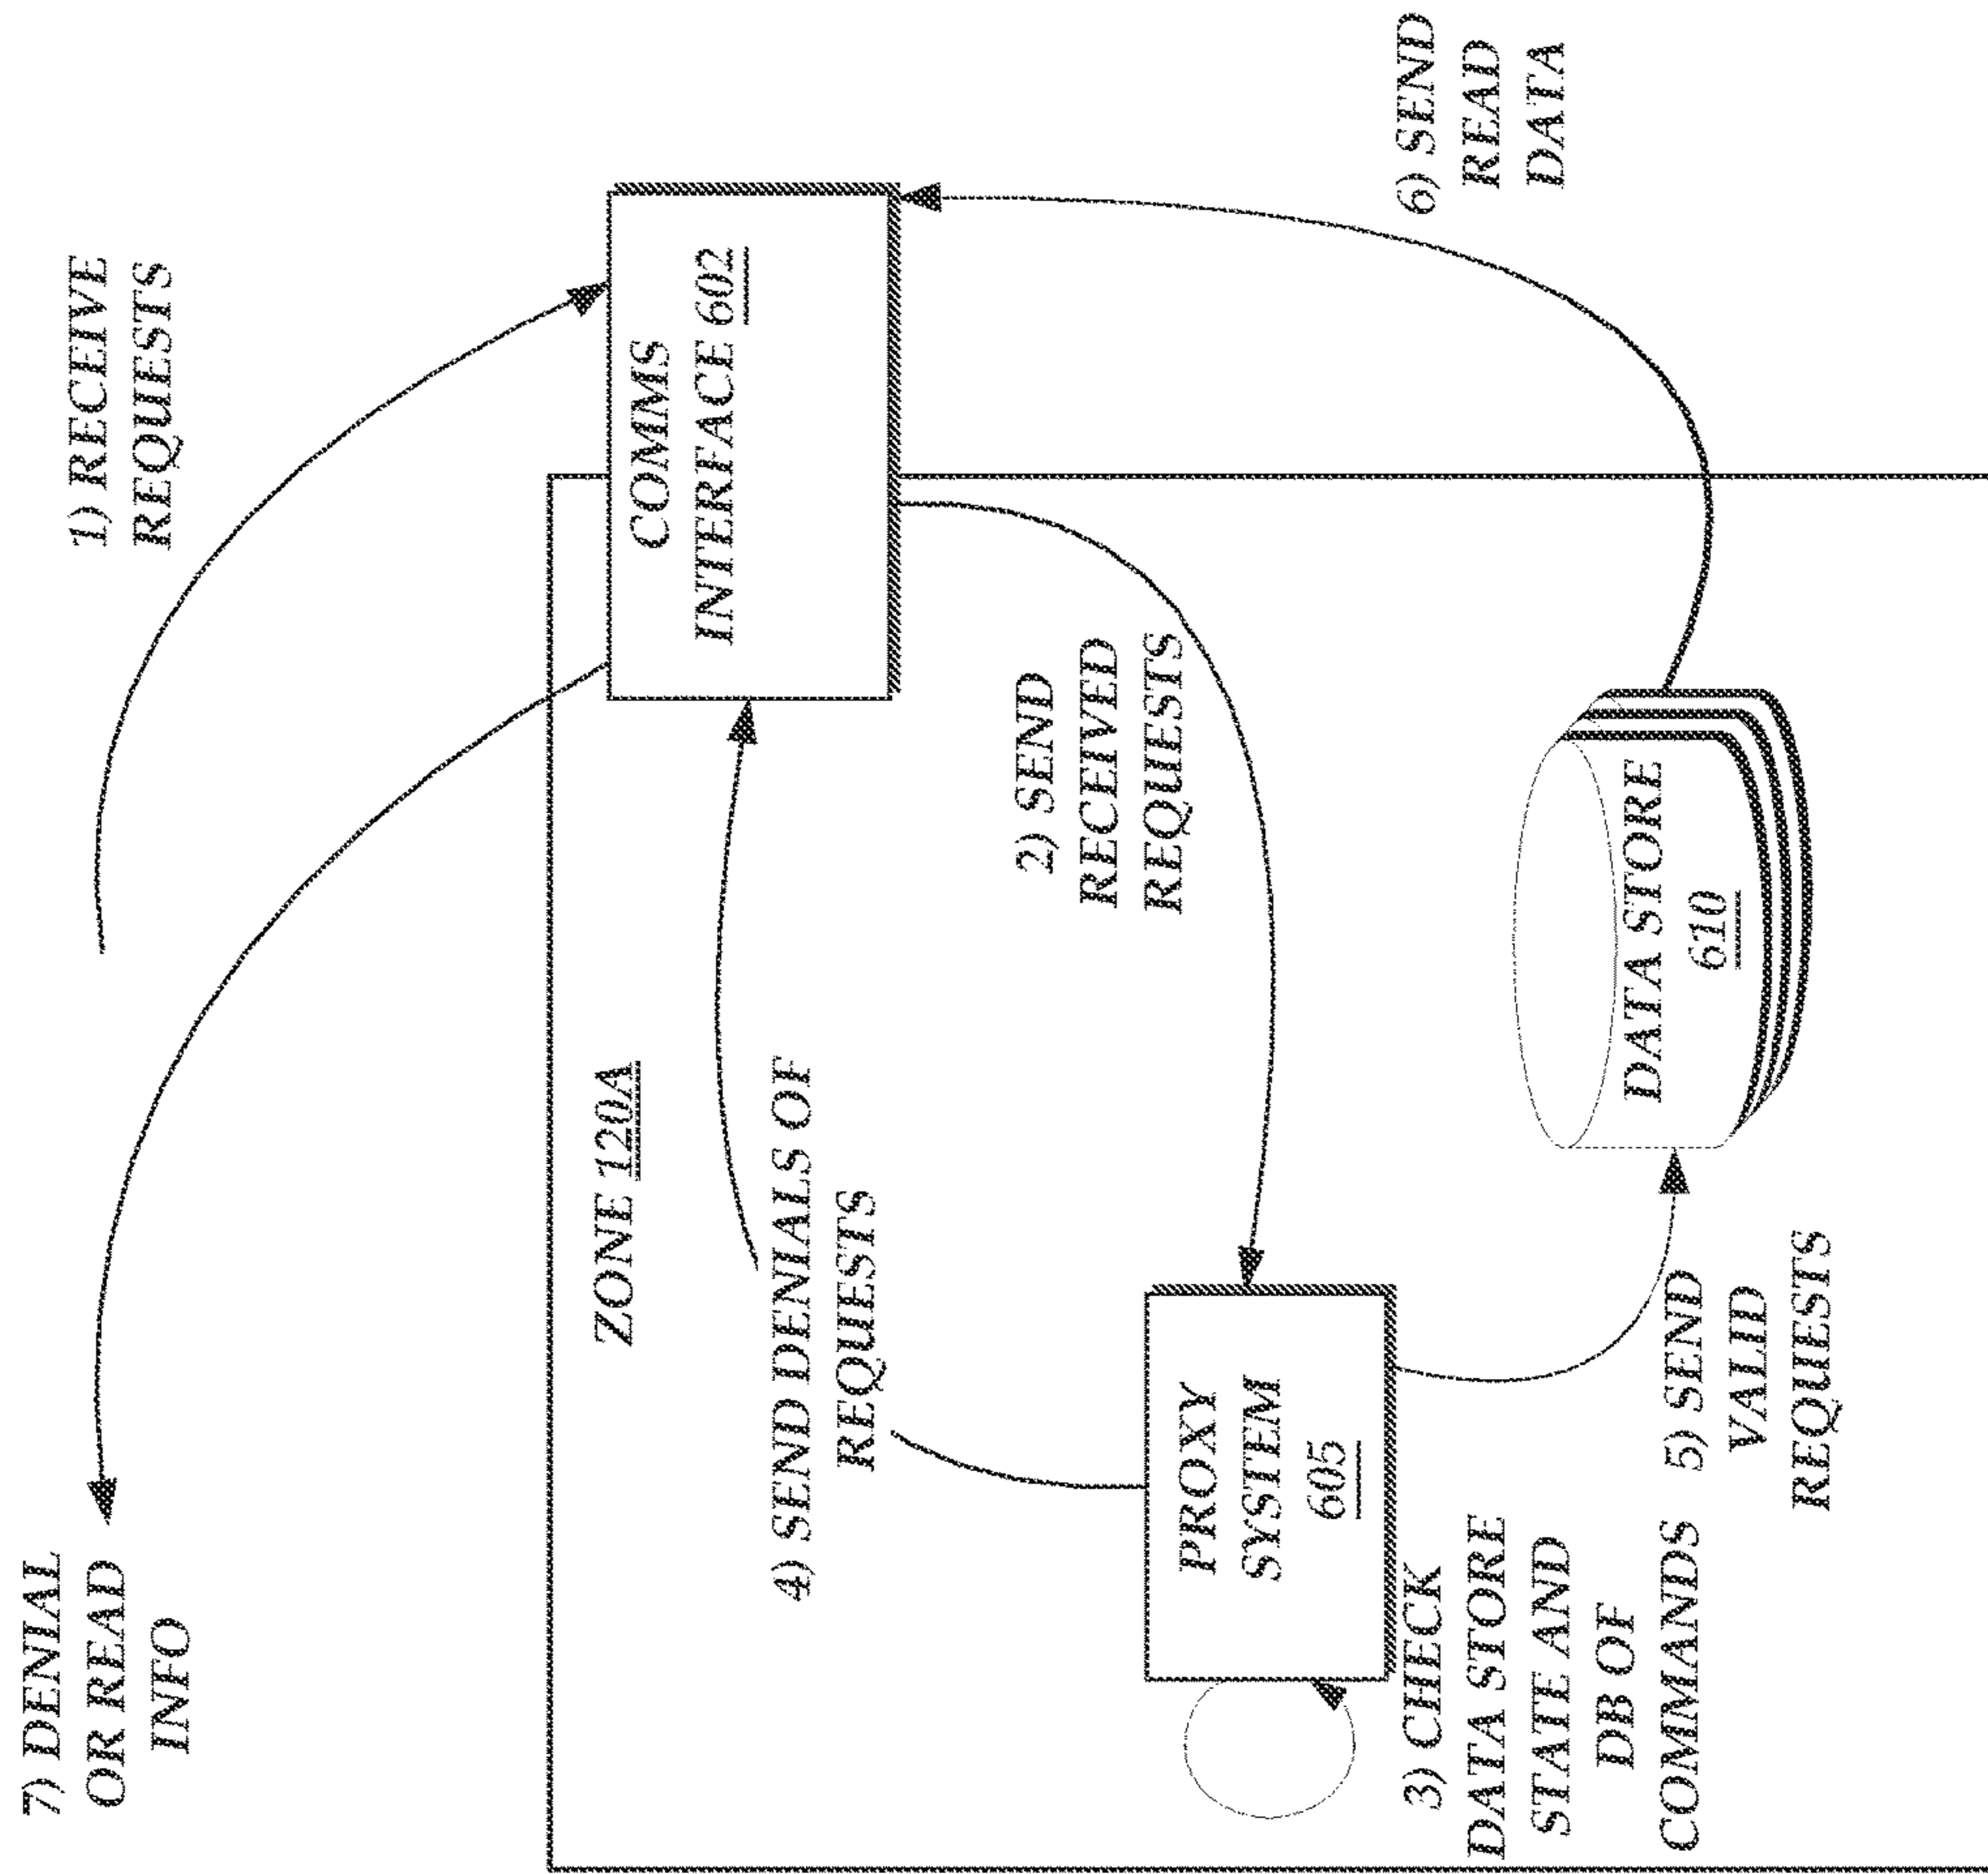 1) RECEIVE
REQUESTS
COMMS
INTERFACE 602
2) SEND
RECEIVED
REQUESTS
6) SEND
READ
DATA
7) DENIAL
OR READ
INFO
ZONE 120A
4) SEND DENIALS OF
REQUESTS
PROXY
SYSTEM
605
3) CHECK
DATA STORE
STATE AND
DB OF
COMMANDS
5) SEND
VALID
REQUESTS
DATA STORE
610